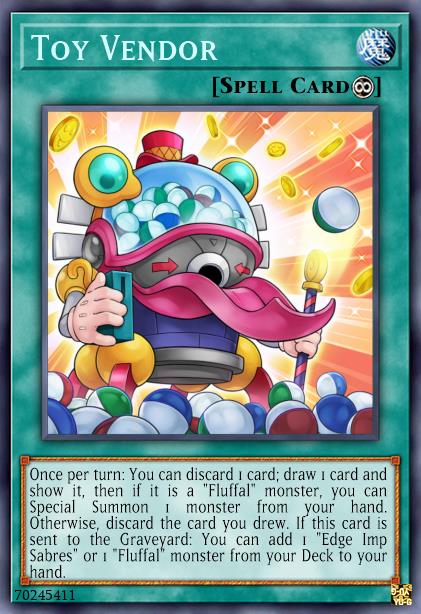 Toy Vendor
魔
[Spell Card]
Once per turn: You can discard 1 card; draw 1 card and
show it, then if it is a "Fluffal" monster, you can
Special Summon 1 monster from your hand.
Otherwise, discard the card you drew. If this card is
sent to the Graveyard: You can add 1 "Edge Imp
Sabres" or 1 "Fluffal" monster from your Deck to your
hand.
70245411